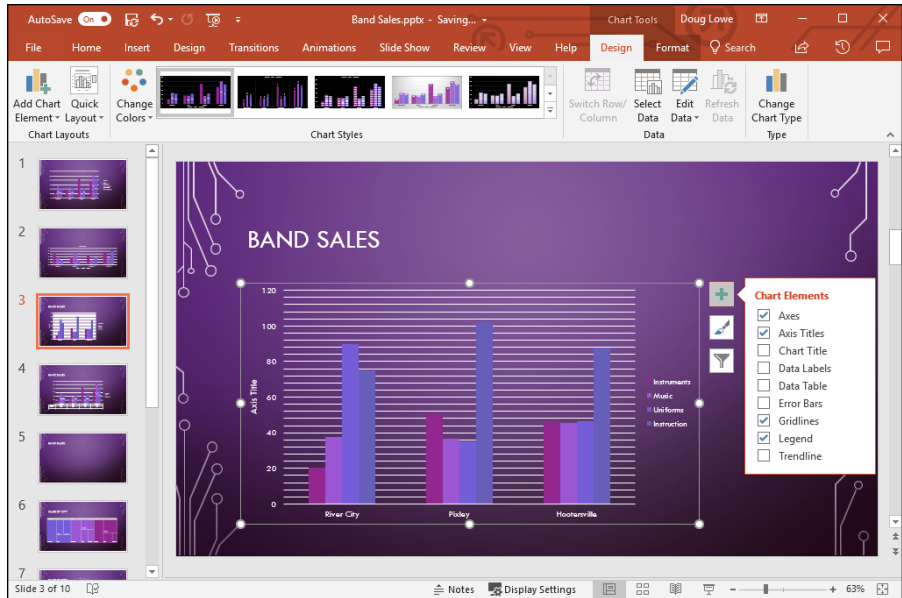 AutoSave On Band Sales.pptx - Saving... Chart Tools Doug Lowe
File Home Insert Design Transitions Animations Slide Show Review View Help Design Format Search
Add Chart Quick Change Switch Row/ Select Edit Refresh Change
Element Layout Colors Column Data Data Data Chart Type
Chart Layouts Chart Styles Data Type
1
2
3
4
5
6
7
BAND SALES
120
100
80
60
40
20
0
Axis Title
River City Pixley Hootersville
Instruments
Music
Uniforms
Instruction
Chart Elements
Axes
Axis Titles
Chart Title
Data Labels
Data Table
Error Bars
Gridlines
Legend
Trendline
Slide 3 of 10 Notes Display Settings 63%